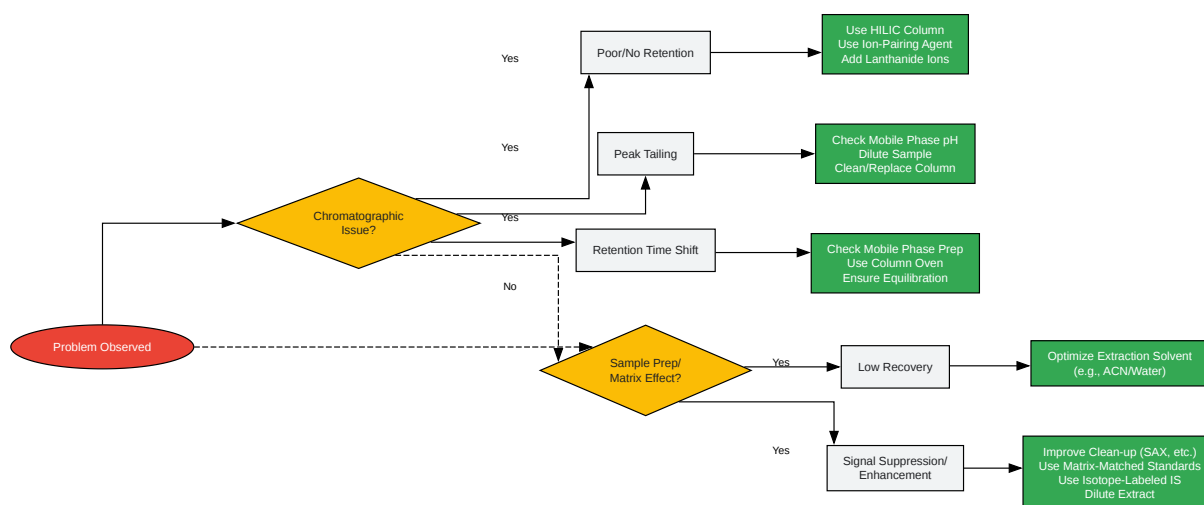 Use HILIC Column
Use Ion-Pairing Agent
Add Lanthanide Ions
Yes
Poor/No Retention
Yes
Peak Tailing
Check Mobile Phase pH
Dilute Sample
Clean/Replace Column
Chromatographic
Issue?
Yes
Retention Time Shift
Check Mobile Phase Prep
Use Column Oven
Ensure Equilibration
No
Problem Observed
Sample Prep/
Matrix Effect?
Yes
Low Recovery
Optimize Extraction Solvent
(e.g., ACN/Water)
Yes
Signal Suppression/
Enhancement
Improve Clean-up (SAX, etc.)
Use Matrix-Matched Standards
Use Isotope-Labeled IS
Dilute Extract